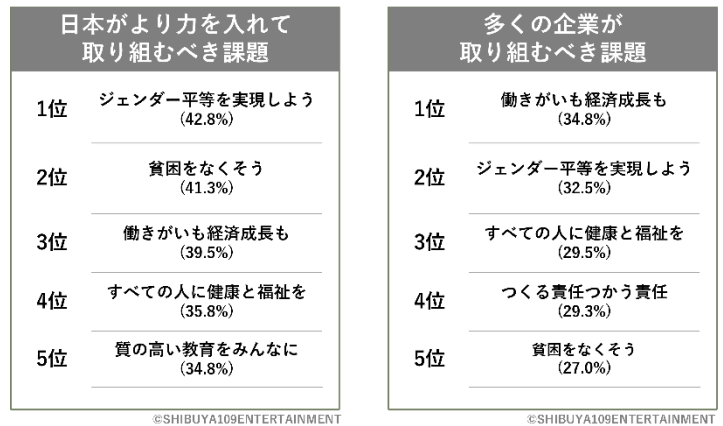 日本がより力を入れて
取り組むべき課題
1位
ジェンダー平等を実現しよう
(42.8%)
2位
貧困をなくそう
(41.3%)
3位
働きがいも経済成長も
(39.5%)
4位
すべての人に健康と福祉を
(35.8%)
5位
質の高い教育をみんなに
(34.8%)
©SHIBUYA109ENTERTAINMENT
多くの企業が
取り組むべき課題
1位
働きがいも経済成長も
(34.8%)
2位
ジェンダー平等を実現しよう
(32.5%)
3位
すべての人に健康と福祉を
(29.5%)
4位
つくる責任つかう責任
(29.3%)
5位
貧困をなくそう
(27.0%)
©SHIBUYA109ENTERTAINMENT